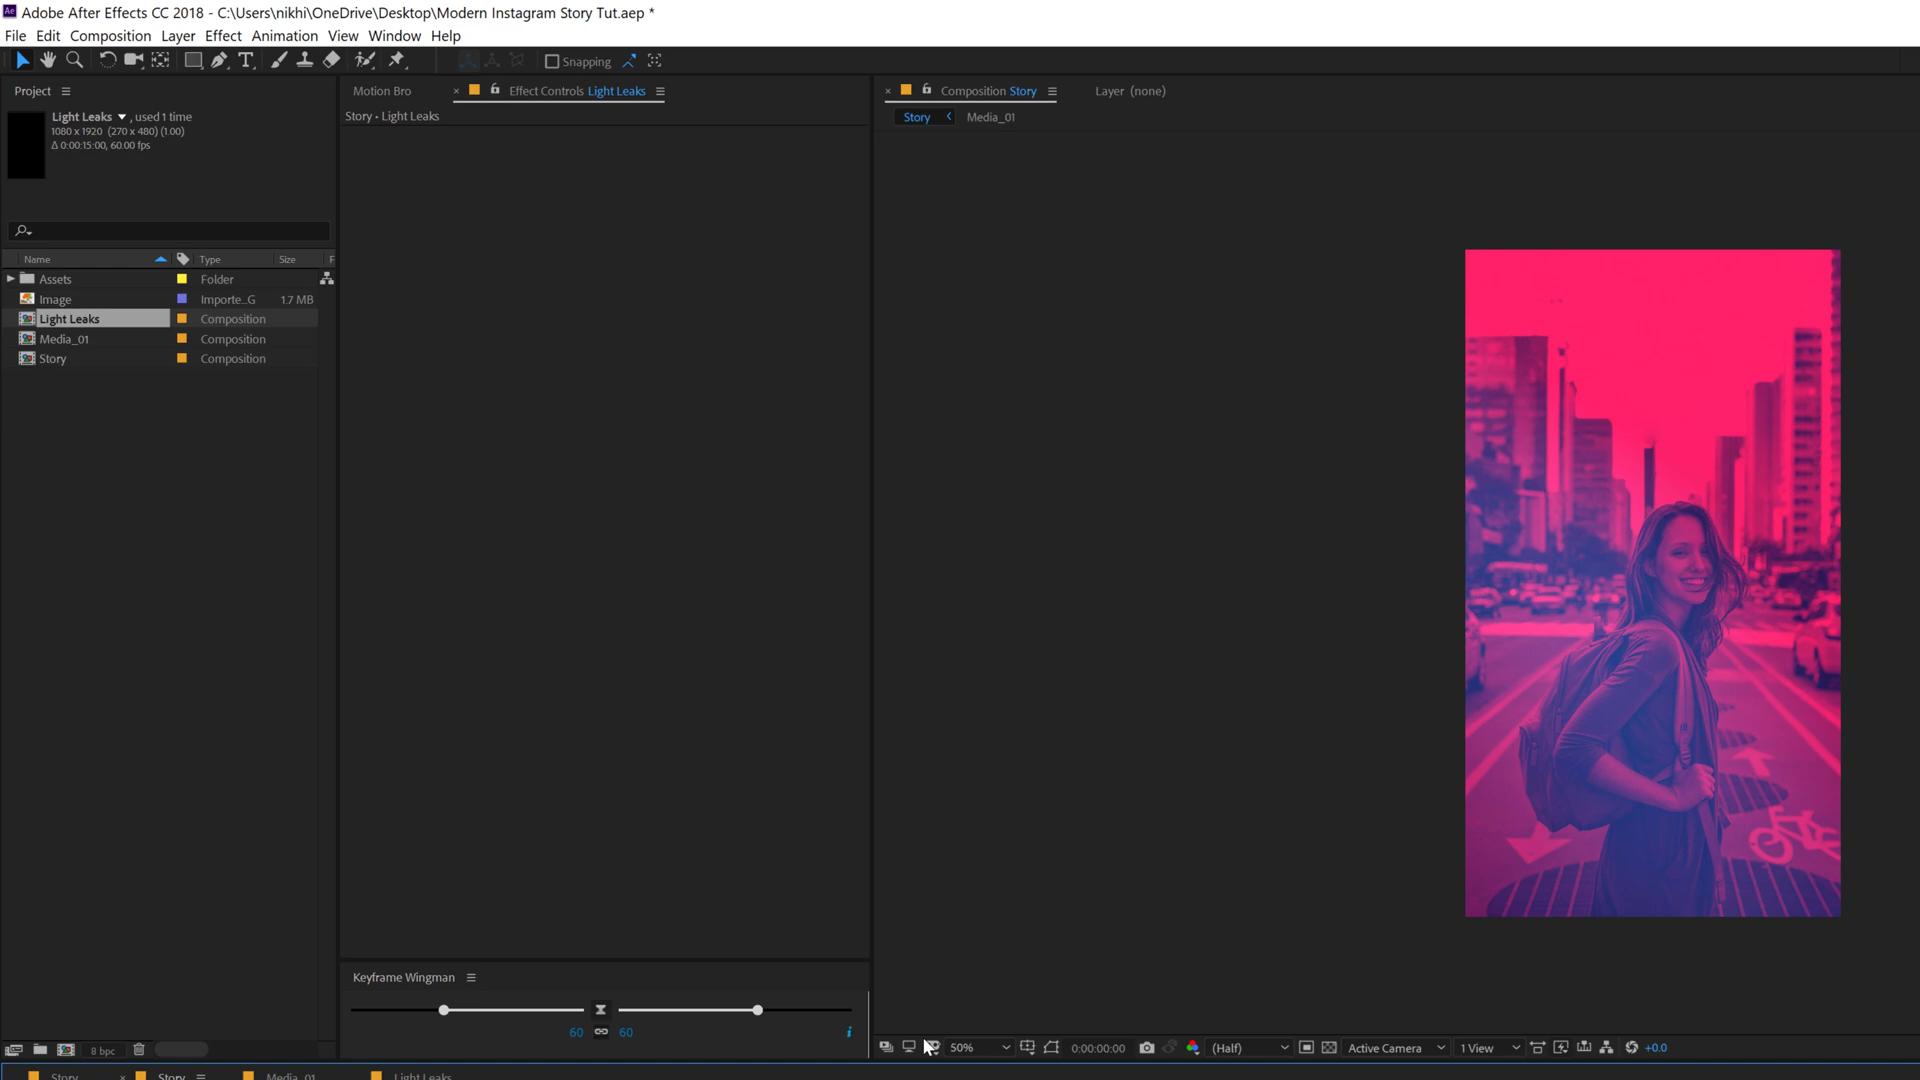 Adobe After Effects CC 2018 - C:\Users\nikhi\OneDrive\Desktop\Modern Instagram Story Tut.aep *
File Edit Composition Layer Effect Animation View Window Help
T Snapping
Project
Light Leaks , used 1 time
1080 x 1920 (270 x 480) (1.00)
Δ 0:00:15:00, 60.00 fps
Name Type Size F
Assets Folder
Image Importe_G 1.7 MB
Light Leaks Composition
Media_01 Composition
Story Composition
8 bpc
Motion Bro × Effect Controls Light Leaks
Story • Light Leaks
Keyframe Wingman
60 60 i
× Composition Story Layer (none)
Story Media_01
50% 0:00:00:00 (Half) Active Camera 1 View +0.0
Story × Story Media_01 Light Leaks